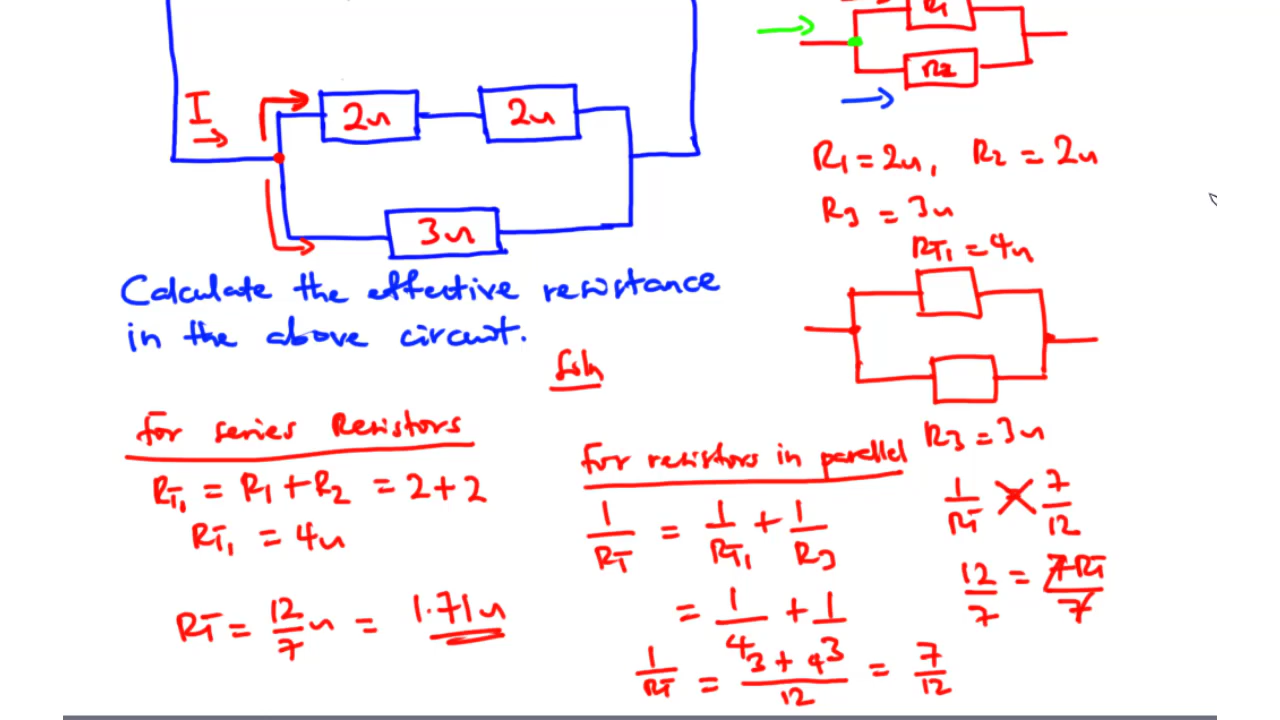 R1
R2
I
2Ω
2Ω
3Ω
R1 = 2Ω, R2 = 2Ω
R3 = 3Ω
RT1 = 4Ω
Calculate the effective resistance
in the above circuit.
Soln
R3 = 3Ω
For series Resistors
RT1 = R1 + R2 = 2 + 2
RT1 = 4Ω
RT = 12/7 Ω = 1.71Ω
For resistors in parallel
1/RT = 1/RT1 + 1/R3
= 1/4 + 1/3
1/RT = 3 + 4/12 = 7/12
1/RT 7/12
12/7 = 7RT/7